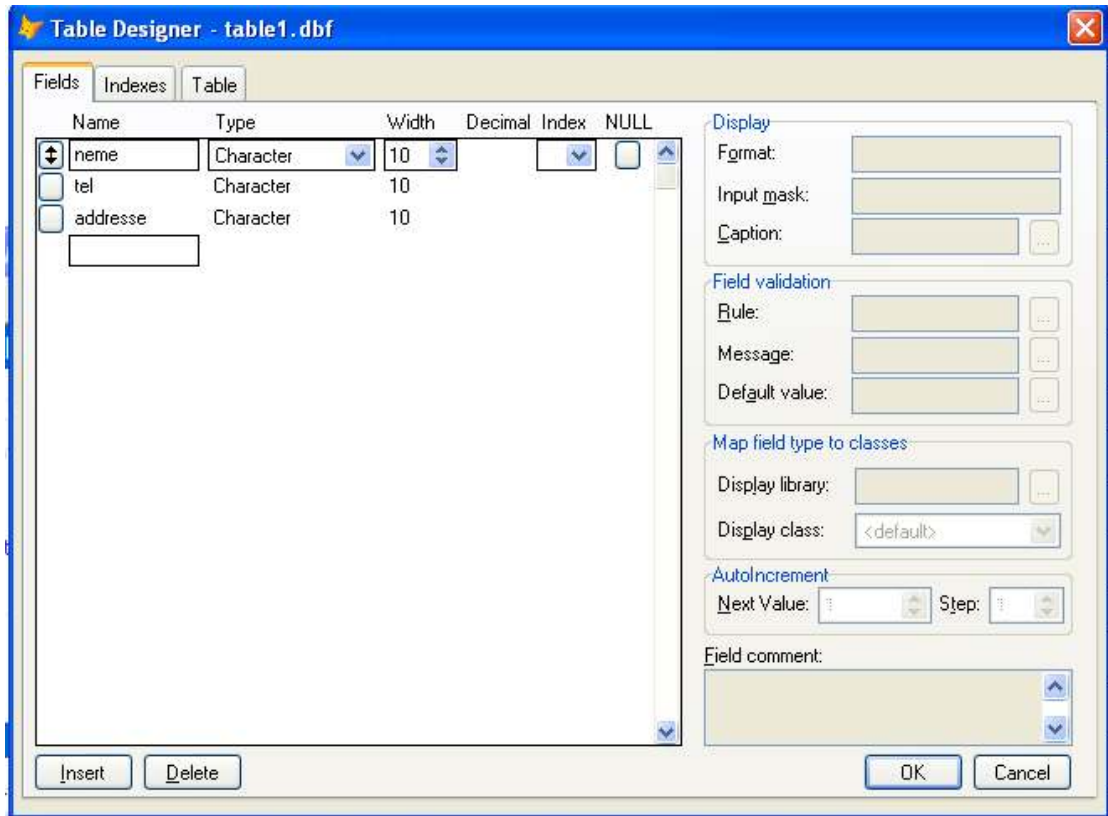 Table Designer - table1.dbf
Fields Indexes Table
Name Type Width Decimal Index NULL
neme Character 10
tel Character 10
addresse Character 10
Display
Format:
Input mask:
Caption:
...
Field validation
Rule:
...
Message:
...
Default value:
...
Map field type to classes
Display library:
...
Display class: <default>
AutoIncrement
Next Value: 1 Step: 1
Field comment:
Insert Delete OK Cancel